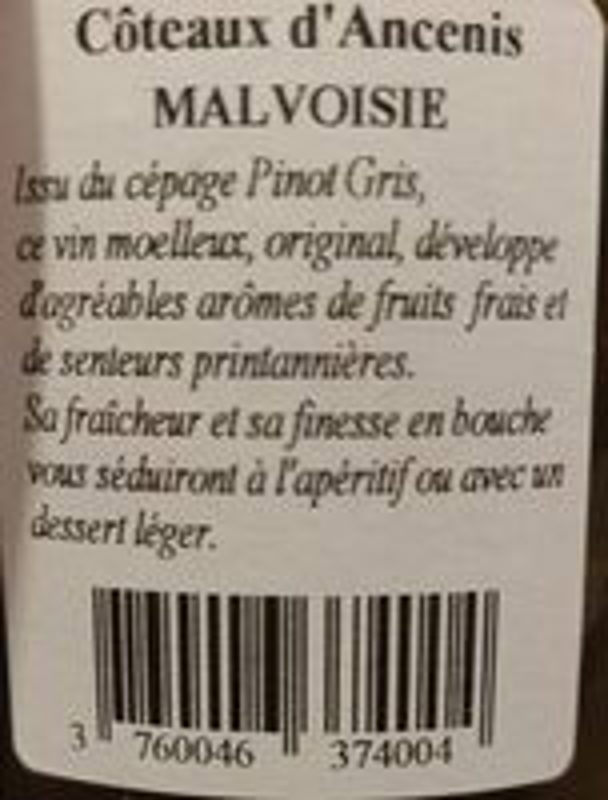 Côteaux d'Ancenis
MALVOISIE
Issu du cépage Pinot Gris,
ce vin moelleux, original, développe
d'agréables arômes de fruits frais et
de senteurs printannières.
Sa fraîcheur et sa finesse en bouche
vous séduiront à l'apéritif ou avec un
dessert léger.
3 760046 374004